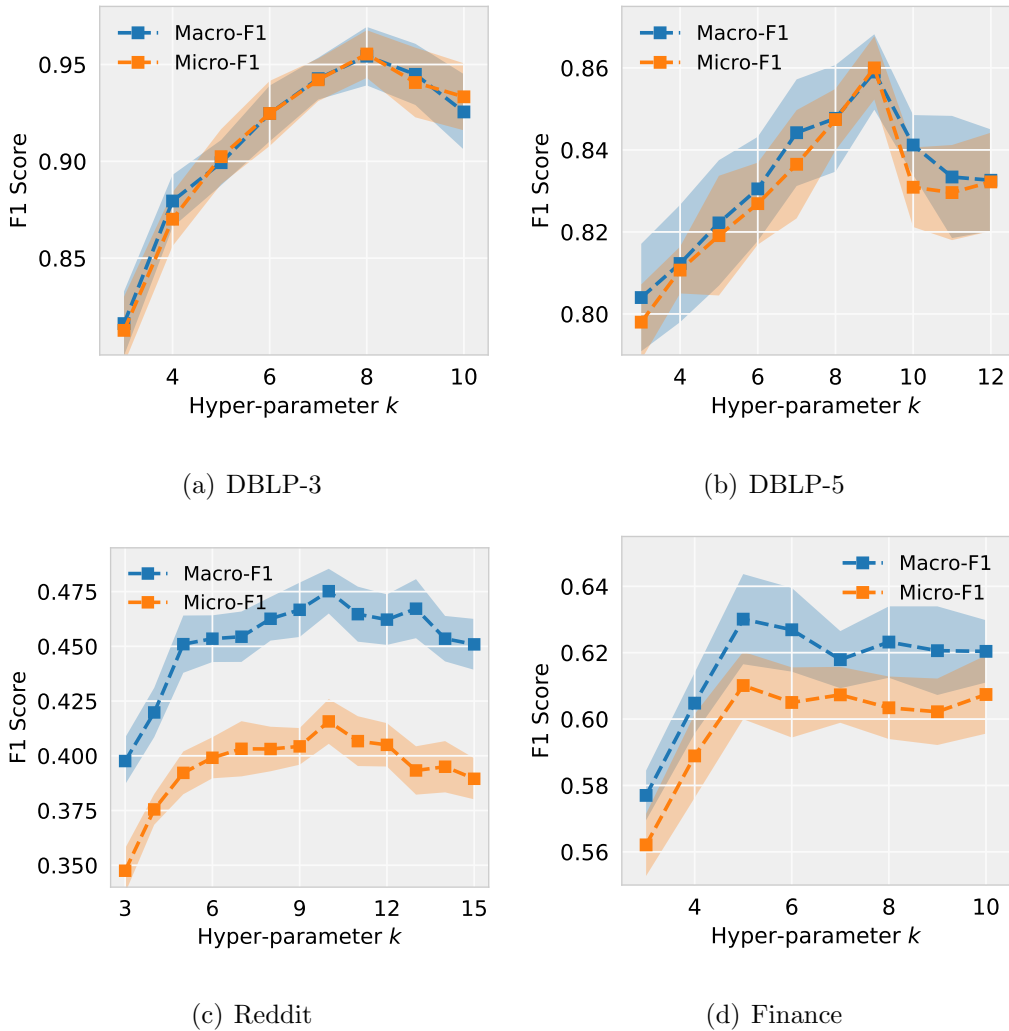 Macro-F1
Micro-F1
0.95
0.90
0.85
F1 Score
4 6 8 10
Hyper-parameter k
(a) DBLP-3
Macro-F1
Micro-F1
0.86
0.84
0.82
0.80
F1 Score
4 6 8 10 12
Hyper-parameter k
(b) DBLP-5
Macro-F1
Micro-F1
0.475
0.450
0.425
0.400
0.375
0.350
F1 Score
3 6 9 12 15
Hyper-parameter k
(c) Reddit
Macro-F1
Micro-F1
0.64
0.62
0.60
0.58
0.56
F1 Score
4 6 8 10
Hyper-parameter k
(d) Finance